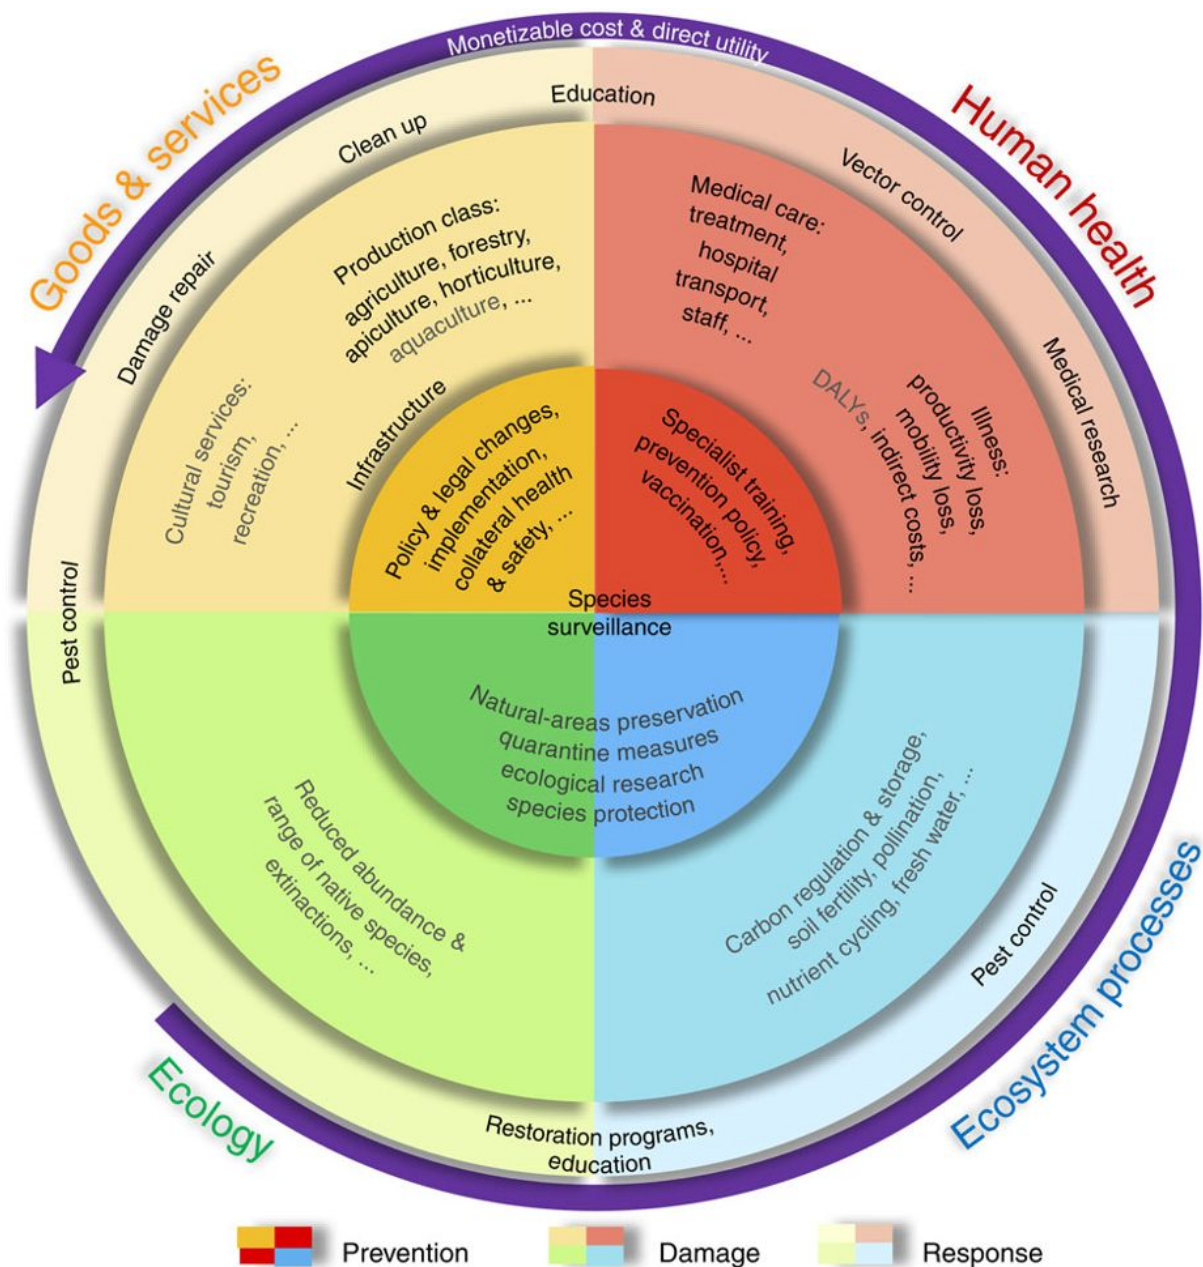 Monetizable cost & direct utility
Goods & services
Human health
Education
Clean up
Damage repair
Vector control
Medical research
Production class:
agriculture, forestry,
apiculture, horticulture,
aquaculture, ...
Infrastructure
Cultural services:
tourism,
recreation, ...
Medical care:
treatment,
hospital
transport,
staff, ...
Illness:
productivity loss,
mobility loss,
DALYs, indirect costs, ...
Policy & legal changes,
implementation,
collateral health
& safety, ...
Specialist training,
prevention policy,
vaccination,...
Species
surveillance
Pest control
Natural-areas preservation
quarantine measures
ecological research
species protection
Reduced abundance &
range of native species,
extinctions, ...
Carbon regulation & storage,
soil fertility, pollination,
nutrient cycling, fresh water, ...
Pest control
Ecology
Ecosystem processes
Restoration programs,
education
Prevention
Damage
Response